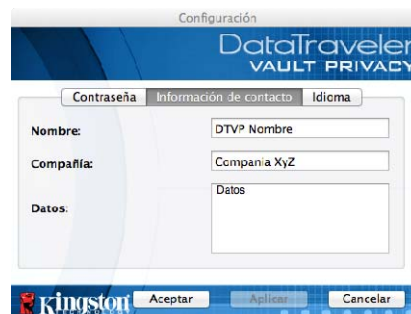 Configuración
DataTraveler
VAULT PRIVACY
Contraseña Información de contacto Idioma
Nombre: DTVP Nombre
Compañía: Compania XyZ
Datos: Datos
Kingston
TECHNOLOGY
Aceptar Aplicar Cancelar